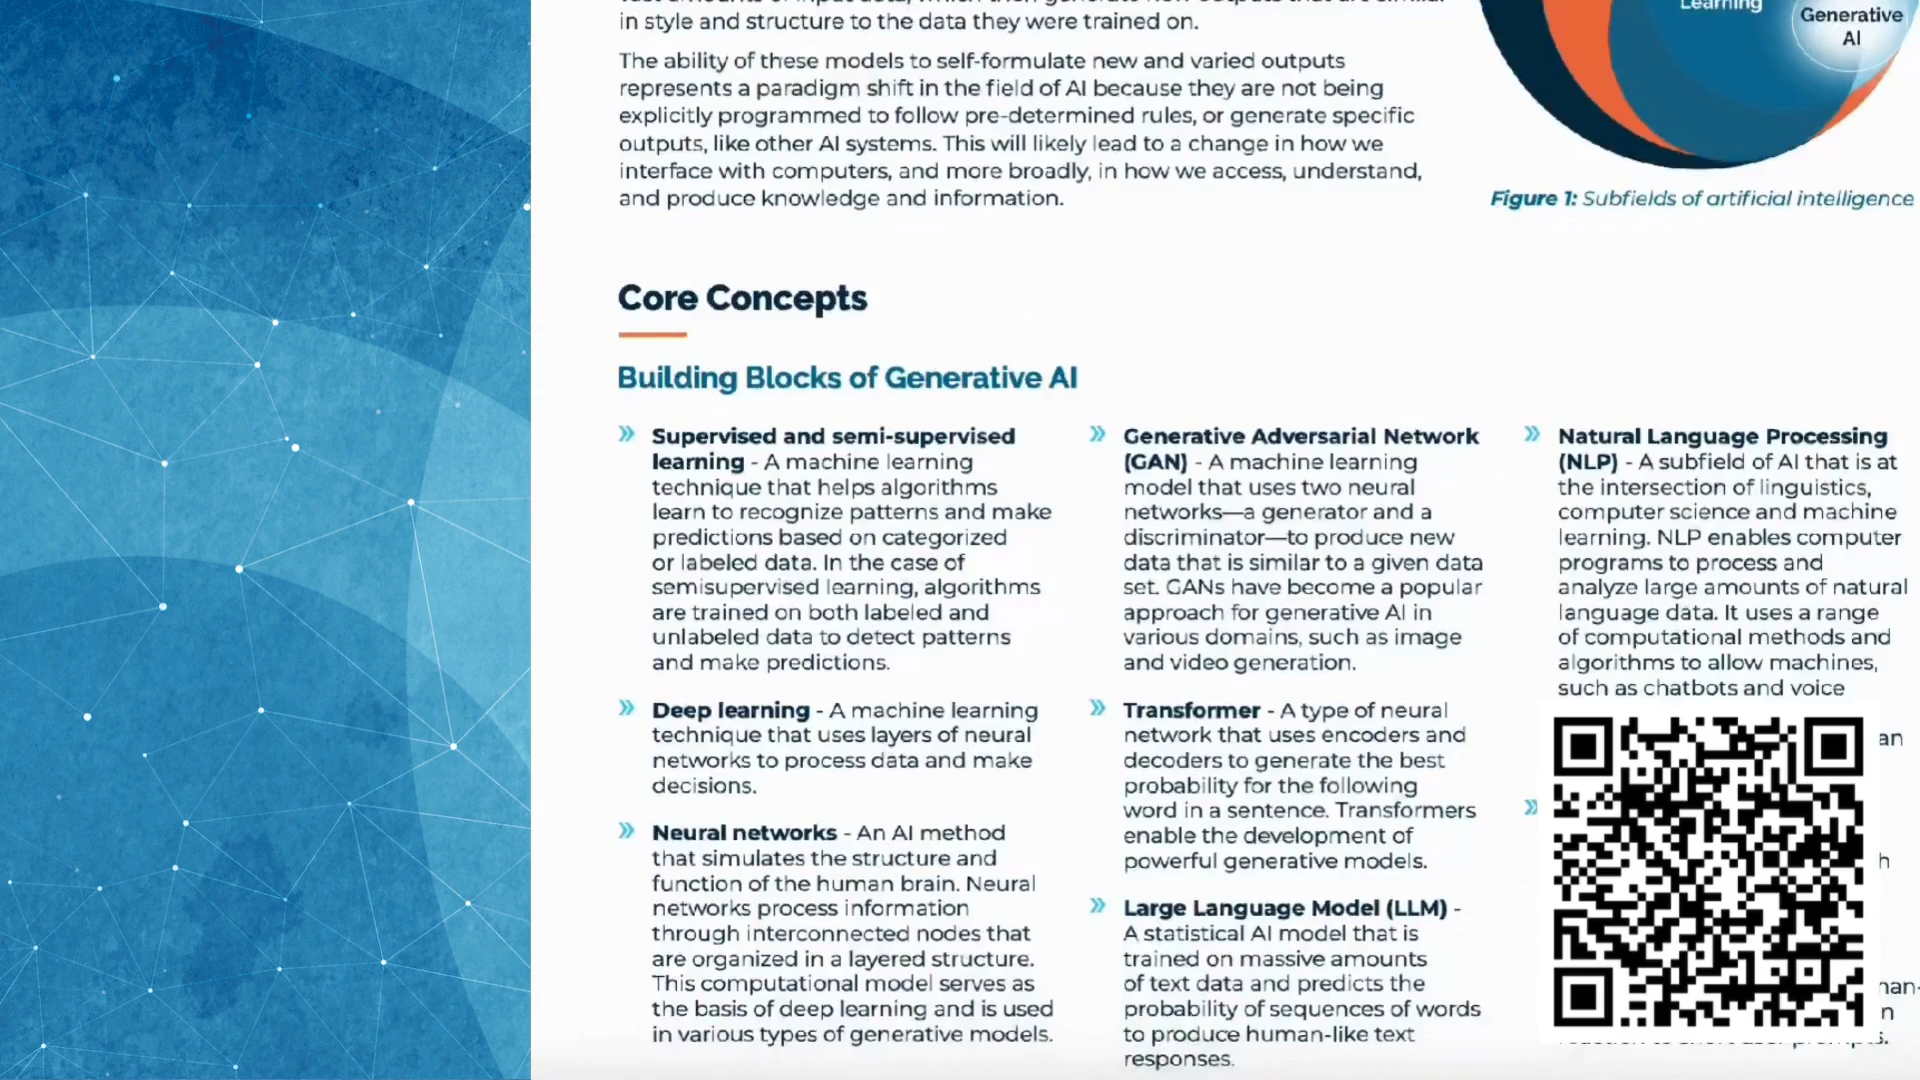 in style and structure to the data they were trained on.
The ability of these models to self-formulate new and varied outputs
represents a paradigm shift in the field of AI because they are not being
explicitly programmed to follow pre-determined rules, or generate specific
outputs, like other AI systems. This will likely lead to a change in how we
interface with computers, and more broadly, in how we access, understand,
and produce knowledge and information.
Learning
Generative
AI
Figure 1: Subfields of artificial intelligence
Core Concepts
Building Blocks of Generative AI
» Supervised and semi-supervised
learning - A machine learning
technique that helps algorithms
learn to recognize patterns and make
predictions based on categorized
or labeled data. In the case of
semisupervised learning, algorithms
are trained on both labeled and
unlabeled data to detect patterns
and make predictions.
» Deep learning - A machine learning
technique that uses layers of neural
networks to process data and make
decisions.
» Neural networks - An AI method
that simulates the structure and
function of the human brain. Neural
networks process information
through interconnected nodes that
are organized in a layered structure.
This computational model serves as
the basis of deep learning and is used
in various types of generative models.
» Generative Adversarial Network
(GAN) - A machine learning
model that uses two neural
networks—a generator and a
discriminator—to produce new
data that is similar to a given data
set. GANs have become a popular
approach for generative AI in
various domains, such as image
and video generation.
» Transformer - A type of neural
network that uses encoders and
decoders to generate the best
probability for the following
word in a sentence. Transformers
enable the development of
powerful generative models.
» Large Language Model (LLM) -
A statistical AI model that is
trained on massive amounts
of text data and predicts the
probability of sequences of words
to produce human-like text
responses.
» Natural Language Processing
(NLP) - A subfield of AI that is at
the intersection of linguistics,
computer science and machine
learning. NLP enables computer
programs to process and
analyze large amounts of natural
language data. It uses a range
of computational methods and
algorithms to allow machines,
such as chatbots and voice